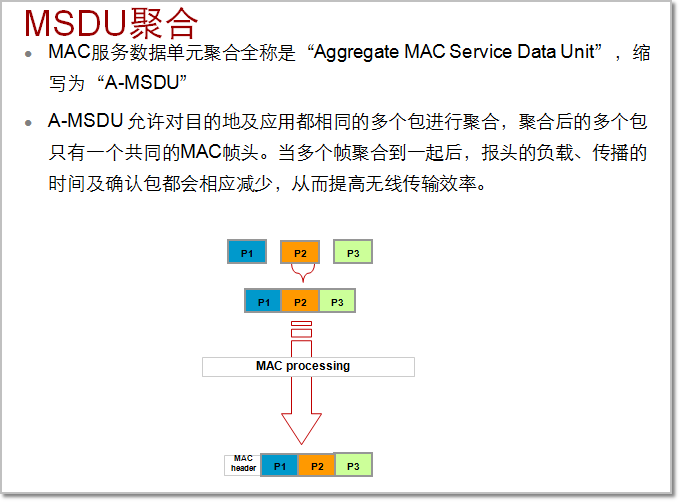 MSDU聚合
MAC服务数据单元聚合全称是“Aggregate MAC Service Data Unit”，缩
写为“A-MSDU”
A-MSDU 允许对目的地及应用都相同的多个包进行聚合，聚合后的多个包
只有一个共同的MAC帧头。当多个帧聚合到一起后，报头的负载、传播的
时间及确认包都会相应减少，从而提高无线传输效率。
P1 P2 P3
P1 P2 P3
MAC processing
MAC
header
P1 P2 P3